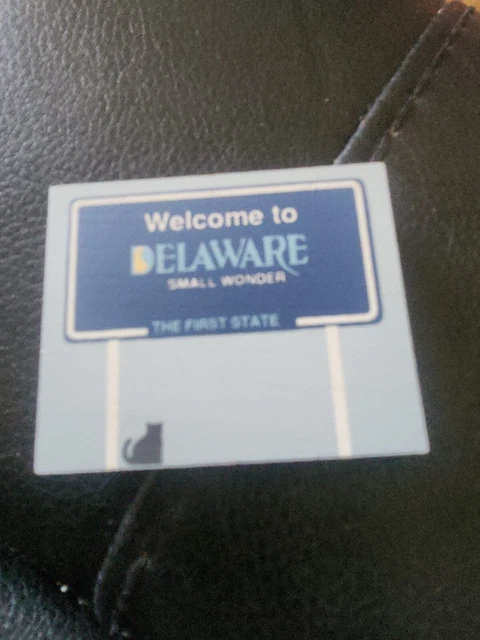 Welcome to
DELAWARE
SMALL WONDER
THE FIRST STATE